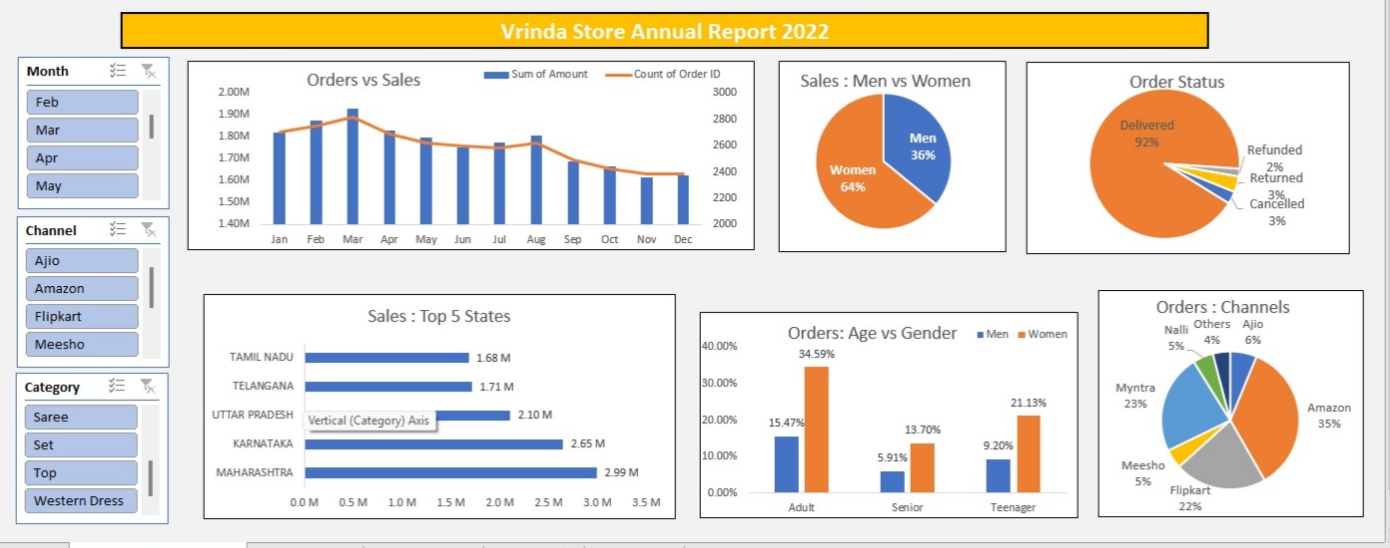 Vrinda Store Annual Report 2022
Month
Feb
Mar
Apr
May
Channel
Ajio
Amazon
Flipkart
Meesho
Category
Saree
Set
Top
Western Dress
Orders vs Sales
Sum of Amount Count of Order ID
2.00M 3000
1.90M 2800
1.80M 2600
1.70M 2400
1.60M 2200
1.50M 2000
1.40M
Jan Feb Mar Apr May Jun Jul Aug Sep Oct Nov Dec
Sales : Men vs Women
Men
36%
Women
64%
Order Status
Delivered
92%
Refunded
2%
Returned
3%
Cancelled
3%
Sales : Top 5 States
TAMIL NADU 1.68 M
TELANGANA 1.71 M
UTTAR PRADESH 2.10 M
Vertical (Category) Axis
KARNATAKA 2.65 M
MAHARASHTRA 2.99 M
0.0 M 0.5 M 1.0 M 1.5 M 2.0 M 2.5 M 3.0 M 3.5 M
Orders: Age vs Gender
Men Women
40.00%
30.00%
20.00%
10.00%
0.00%
15.47% 34.59%
5.91% 13.70%
9.20% 21.13%
Adult Senior Teenager
Orders : Channels
Nalli
5%
Others
4%
Ajio
6%
Myntra
23%
Amazon
35%
Meesho
5%
Flipkart
22%